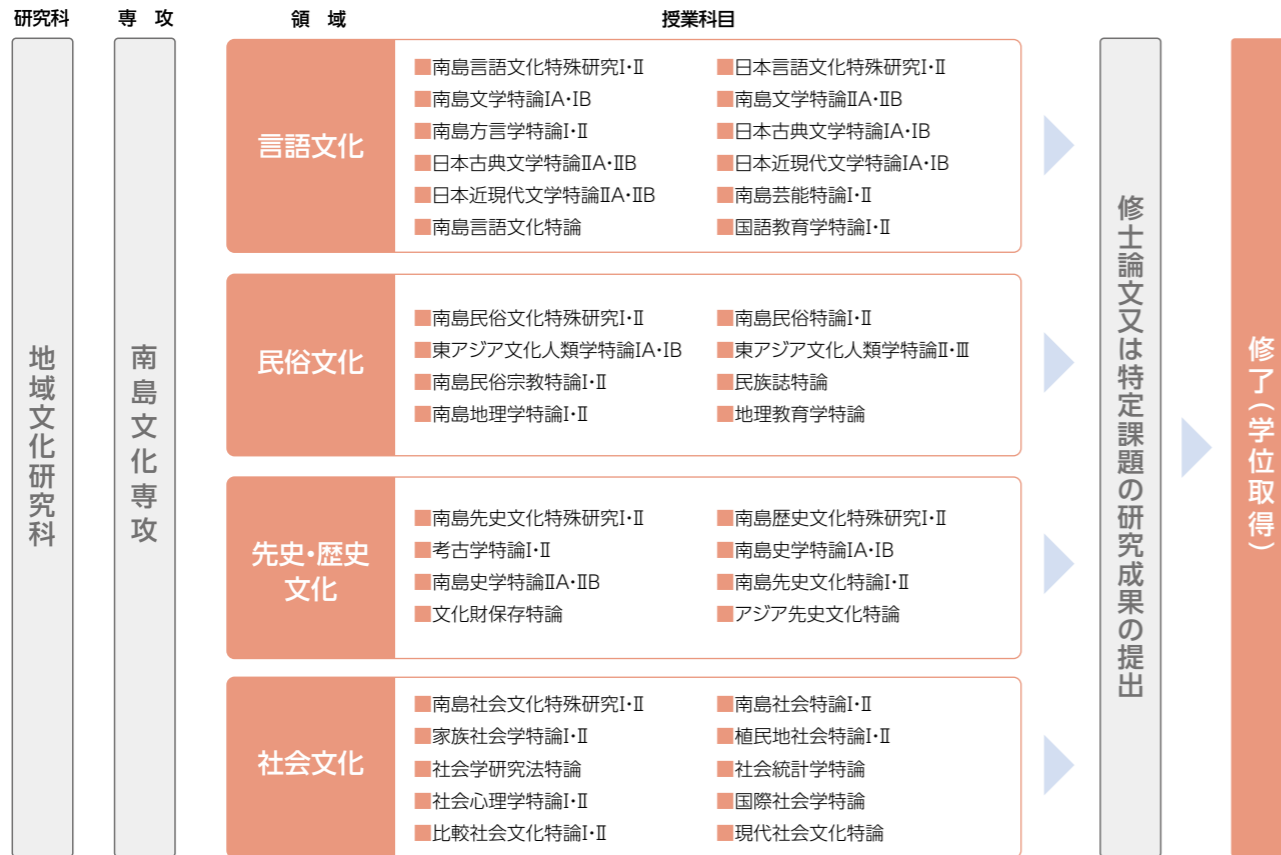 研究科 専 攻 領 域 授業科目
地域文化研究科
南島文化専攻
言語文化
■南島言語文化特殊研究Ⅰ・Ⅱ ■日本言語文化特殊研究Ⅰ・Ⅱ
■南島文学特論ⅠA・ⅠB ■南島文学特論ⅡA・ⅡB
■南島方言学特論Ⅰ・Ⅱ ■日本古典文学特論ⅠA・ⅠB
■日本古典文学特論ⅡA・ⅡB ■日本近現代文学特論ⅠA・ⅠB
■日本近現代文学特論ⅡA・ⅡB ■南島芸能特論Ⅰ・Ⅱ
■南島言語文化特論 ■国語教育学特論Ⅰ・Ⅱ
民俗文化
■南島民俗文化特殊研究Ⅰ・Ⅱ ■南島民俗特論Ⅰ・Ⅱ
■東アジア文化人類学特論ⅠA・ⅠB ■東アジア文化人類学特論Ⅱ・Ⅲ
■南島民俗宗教特論Ⅰ・Ⅱ ■民族誌特論
■南島地理学特論Ⅰ・Ⅱ ■地理教育学特論
先史・歴史
文化
■南島先史文化特殊研究Ⅰ・Ⅱ ■南島歴史文化特殊研究Ⅰ・Ⅱ
■考古学特論Ⅰ・Ⅱ ■南島史学特論ⅠA・ⅠB
■南島史学特論ⅡA・ⅡB ■南島先史文化特論Ⅰ・Ⅱ
■文化財保存特論 ■アジア先史文化特論
社会文化
■南島社会文化特殊研究Ⅰ・Ⅱ ■南島社会特論Ⅰ・Ⅱ
■家族社会学特論Ⅰ・Ⅱ ■植民地社会特論Ⅰ・Ⅱ
■社会学研究法特論 ■社会統計学特論
■社会心理学特論Ⅰ・Ⅱ ■国際社会学特論
■比較社会文化特論Ⅰ・Ⅱ ■現代社会文化特論
修士論文又は特定課題の研究成果の提出
修了(学位取得)